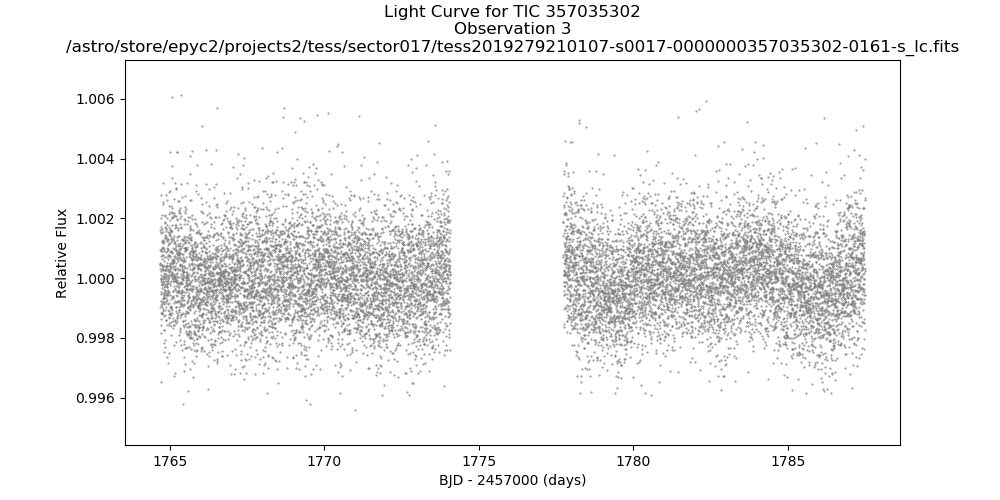 Light Curve for TIC 357035302
Observation 3
/astro/store/epyc2/projects2/tess/sector017/tess2019279210107-s0017-0000000357035302-0161-s_lc.fits
1.006
1.004
1.002
1.000
0.998
0.996
Relative Flux
1765
1770
1775
1780
1785
BJD - 2457000 (days)